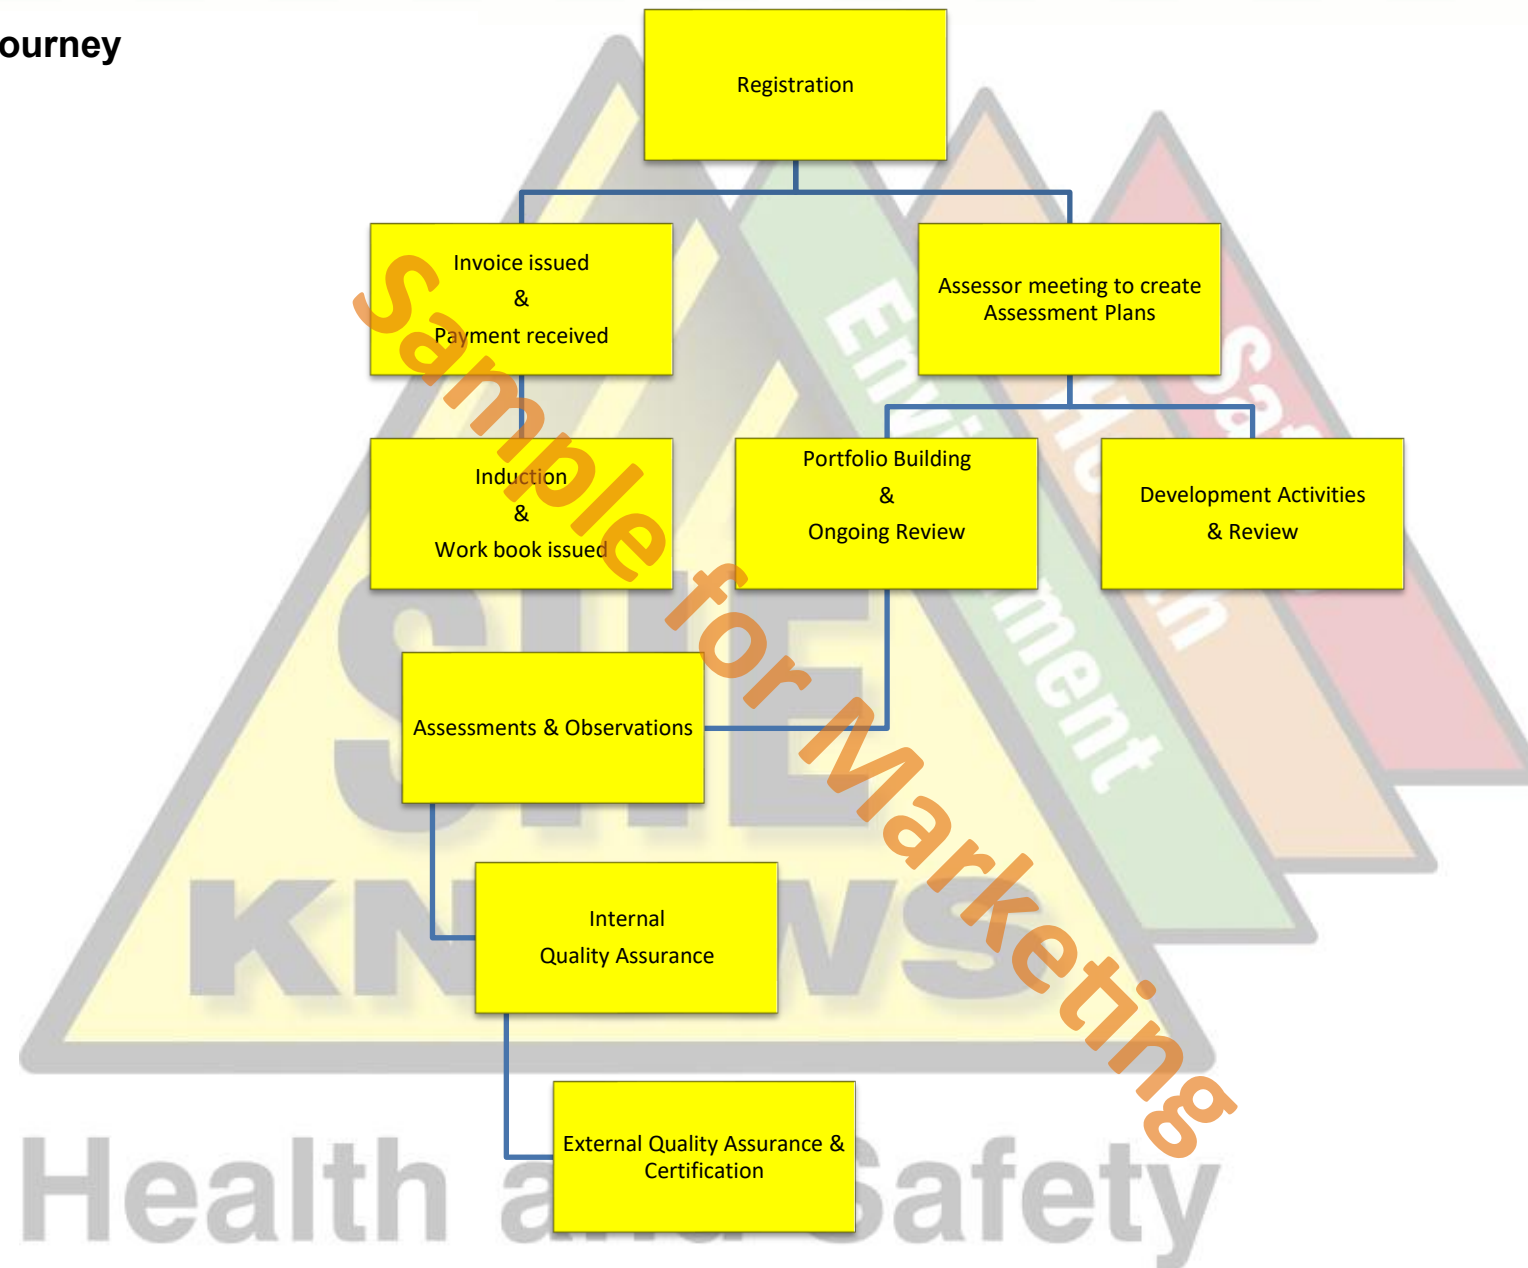 ourney
Registration
Invoice issued
&
Payment received
Assessor meeting to create
Assessment Plans
Induction
&
Work book issued
Portfolio Building
&
Ongoing Review
Development Activities
& Review
Assessments & Observations
Internal
Quality Assurance
External Quality Assurance &
Certification
Sample for Marketing
SHE
KNOWS
Environment
Health
Safety
Health and Safety